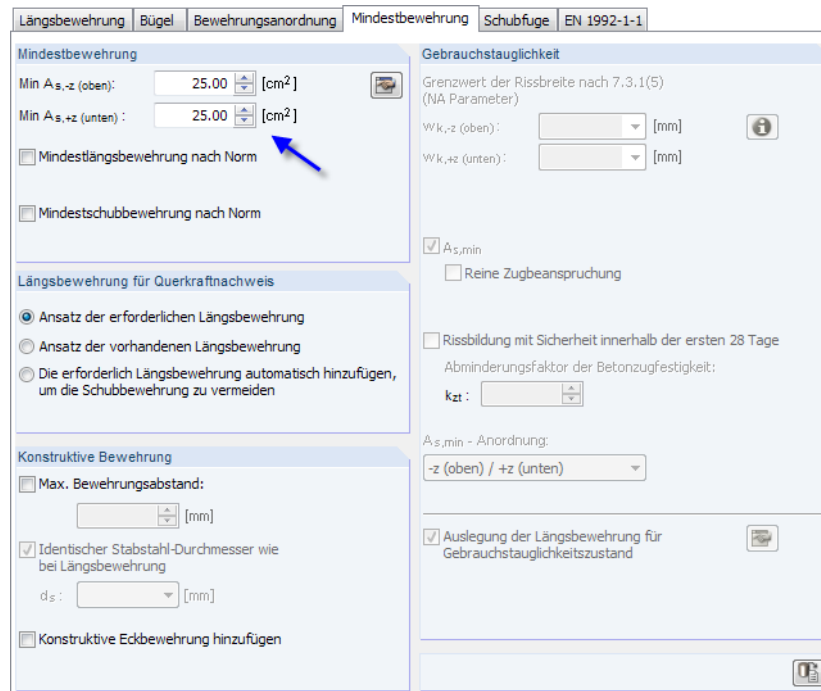 Längsbewehrung Bügel Bewehrungsanordnung Mindestbewehrung Schubfuge EN 1992-1-1
Mindestbewehrung
Min As,-z (oben): 25.00 [cm²]
Min As,+z (unten) : 25.00 [cm²]
Mindestlängsbewehrung nach Norm
Mindestschubbewehrung nach Norm
Längsbewehrung für Querkraftnachweis
Ansatz der erforderlichen Längsbewehrung
Ansatz der vorhandenen Längsbewehrung
Die erforderlich Längsbewehrung automatisch hinzufügen,
um die Schubbewehrung zu vermeiden
Konstruktive Bewehrung
Max. Bewehrungsabstand:
[mm]
Identischer Stabstahl-Durchmesser wie
bei Längsbewehrung
ds : [mm]
Konstruktive Eckbewehrung hinzufügen
Gebrauchstauglichkeit
Grenzwert der Rissbreite nach 7.3.1(5)
(NA Parameter)
wk,-z (oben) : [mm]
wk,+z (unten) : [mm]
As,min
Reine Zugbeanspruchung
Rissbildung mit Sicherheit innerhalb der ersten 28 Tage
Abminderungsfaktor der Betonzugfestigkeit:
kzt :
As,min - Anordnung:
-z (oben) / +z (unten)
Auslegung der Längsbewehrung für
Gebrauchstauglichkeitszustand